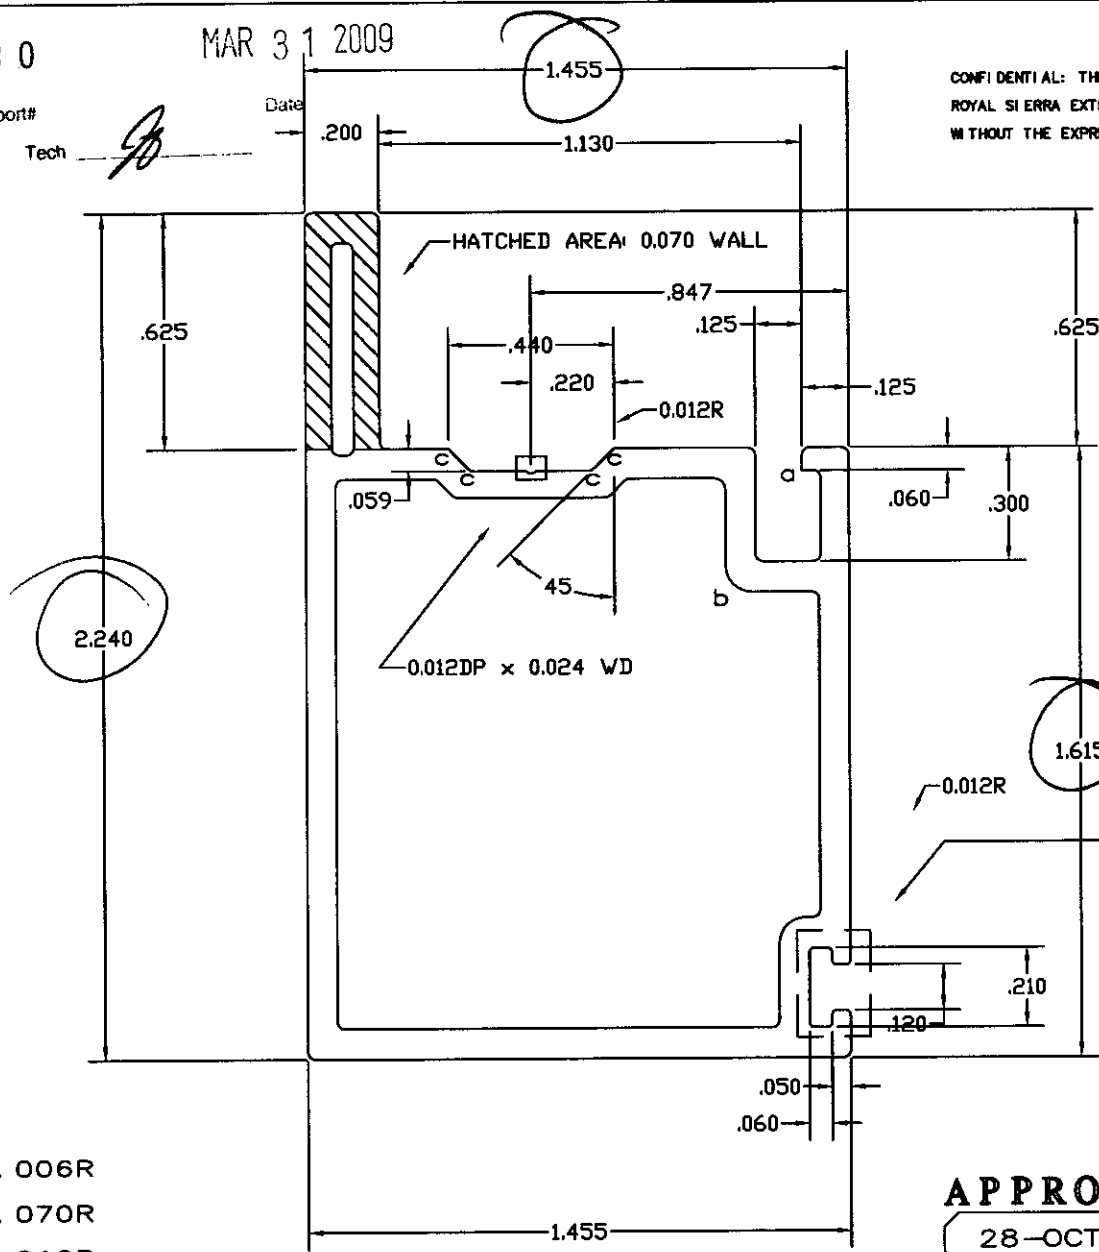 0
MAR 31 2009
port#
Date
Tech
1.455
CONFIDENTIAL: TH
ROYAL SIERRA EXT
WITHOUT THE EXPR
.200
1.130
HATCHED AREA: 0.070 WALL
.847
.625
.125
.625
.440
.220
.125
0.012R
c
c
c
c
a
.059
.060
.300
45
b
2.240
0.012DP x 0.024 WD
1.615
0.012R
.210
.120
.050
.060
. 006R
. 070R
1.455
APPRO
28-OCT